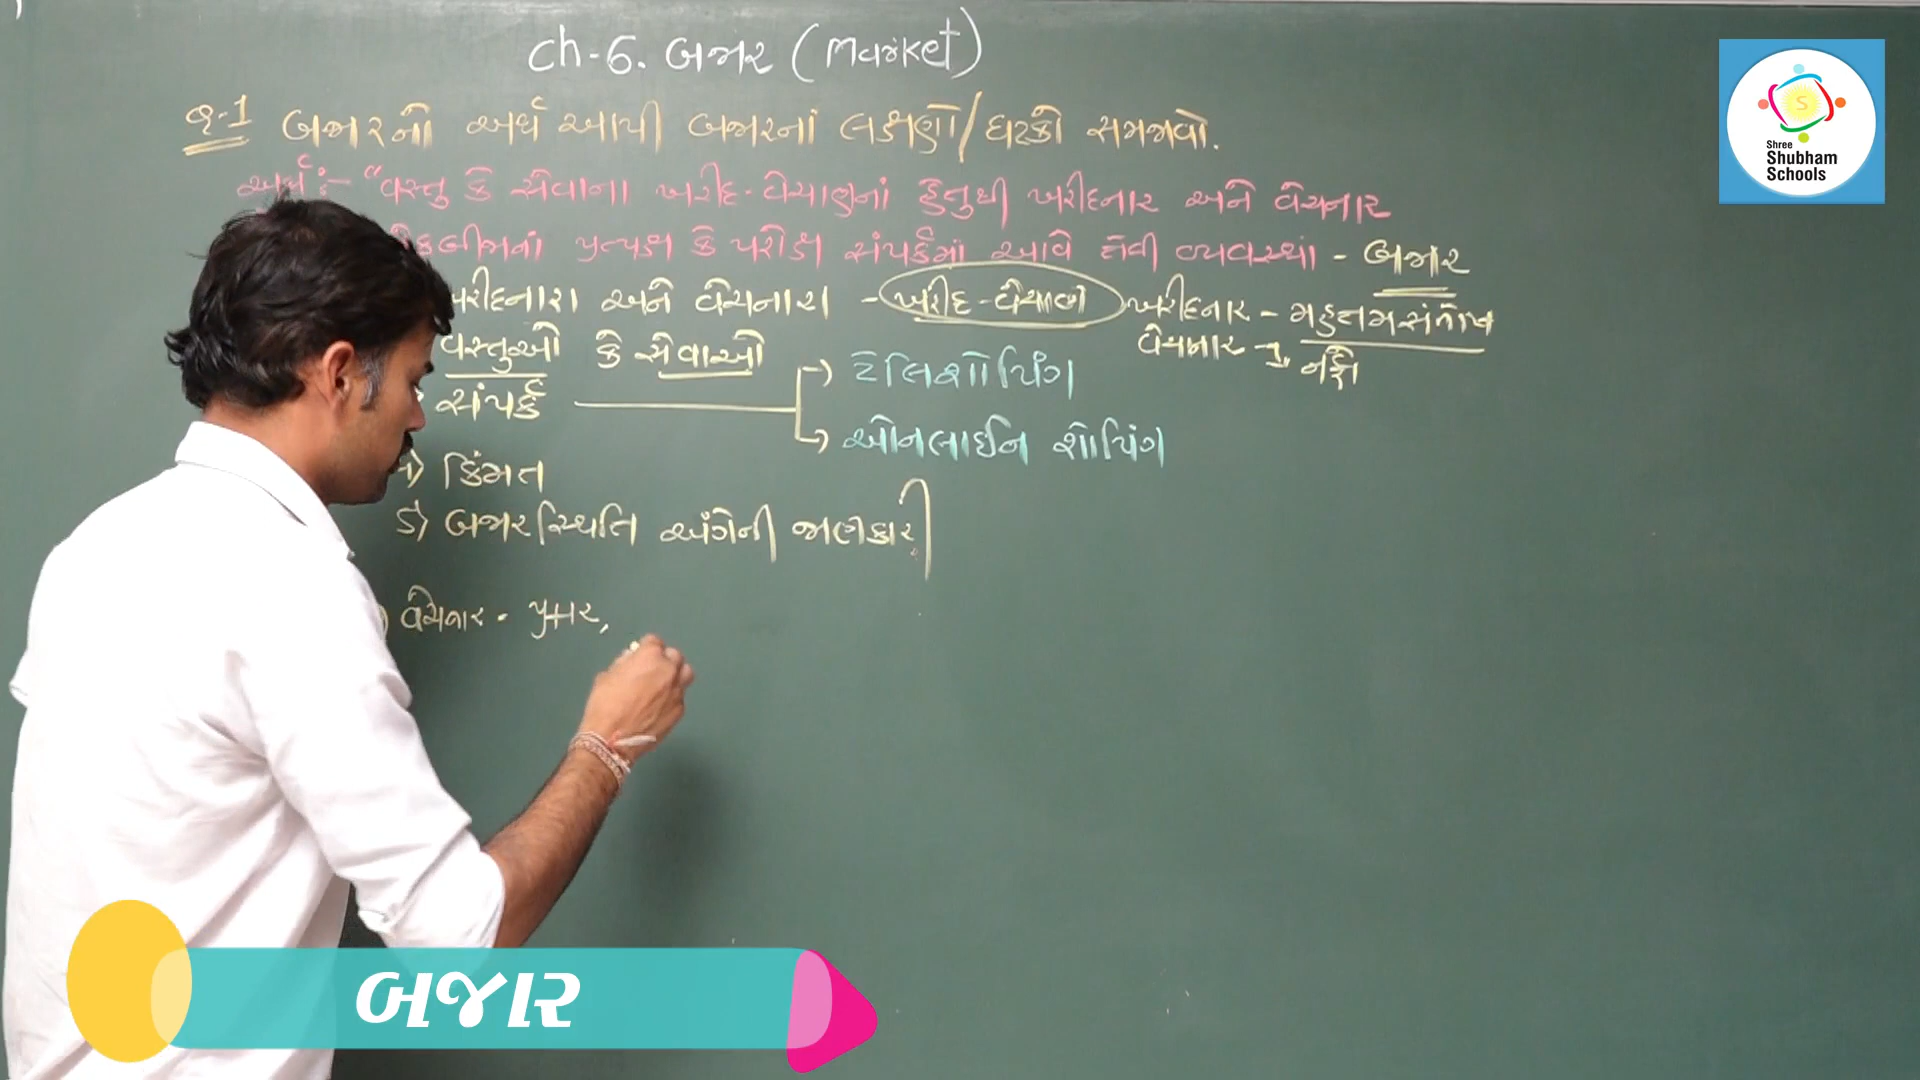 Ch-6. બજાર (Market)
Q-1 બજારનો અર્થ આપી બજારનાં લક્ષણો/ઘટકો સમજાવો.
અર્થ :- "વસ્તુ કે સેવાના ખરીદ-વેચાણનાં હેતુથી ખરીદનાર અને વેચનાર
એકબીજાનાં પ્રત્યક્ષ કે પરોક્ષ સંપર્કમાં આવે તેવી વ્યવસ્થા - બજાર
ખરીદનારા અને વેચનારા - ખરીદ-વેચાણ ખરીદનાર - મહત્તમ સંતોષ
વસ્તુઓ કે સેવાઓ વેચનાર → નફો
→ ટેલિશોપિંગ
સંપર્ક
→ ઓનલાઈન શોપિંગ
કિંમત
ડ) બજારસ્થિતિ અંગેની જાણકારી
વેચનાર -
Shree
Shubham
Schools
બજાર